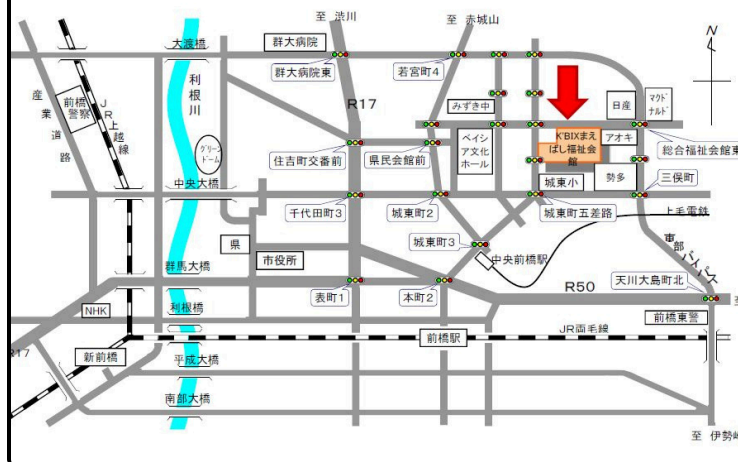 至 渋川
至 赤城山
大渡橋
群大病院
群大病院東
若宮町4
N
産業道路
前橋
警察
JR上越線
利根川
R17
みずき中
日産
マクド
ナルド
グリーン
ドーム
住吉町交番前
県民会館前
ベイシ
ア文化
ホール
K'BIXまえ
ばし福祉会
館
アオキ
総合福祉会館東
城東小
勢多
三俣町
中央大橋
千代田町3
城東町2
城東町五差路
上毛電鉄
県
市役所
城東町3
中央前橋駅
東部バイパス
群馬大橋
表町1
本町2
R50
天川大島町北
至
NHK
利根橋
前橋東警
R17
新前橋
前橋駅
JR両毛線
平成大橋
南部大橋
至 伊勢崎